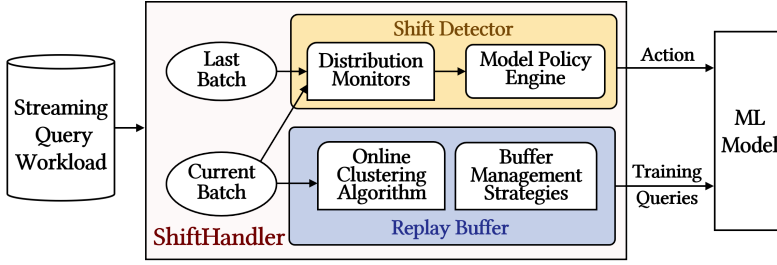 Streaming
Query
Workload
Last
Batch
Current
Batch
ShiftHandler
Shift Detector
Distribution
Monitors
Model Policy
Engine
Online
Clustering
Algorithm
Buffer
Management
Strategies
Replay Buffer
Action
Training
Queries
ML
Model